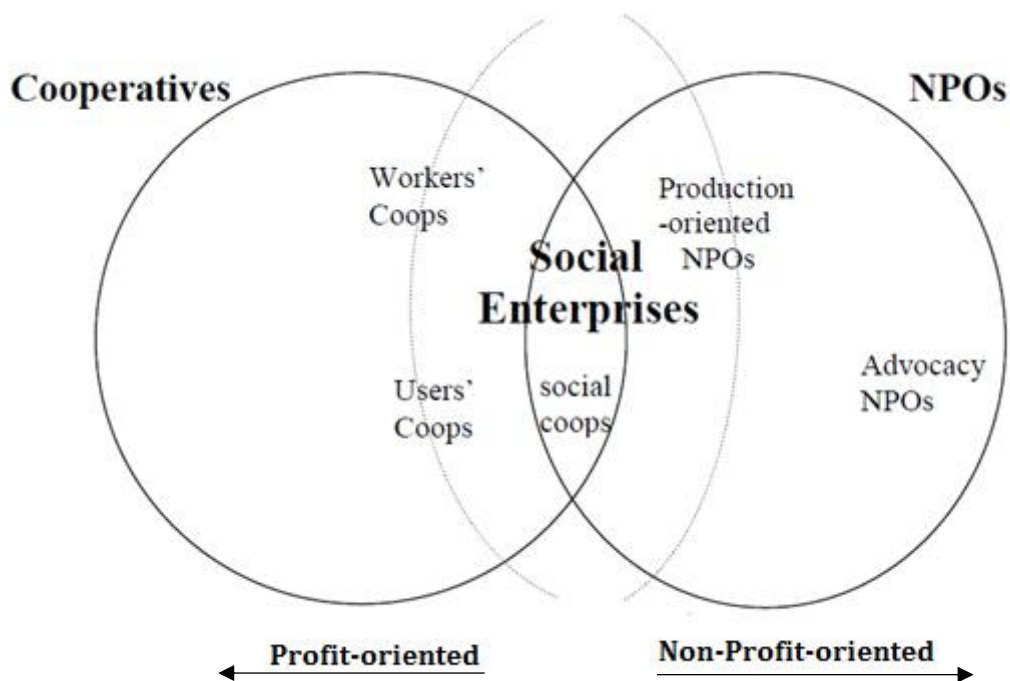 Cooperatives
NPOs
Workers’
Coops
Production
-oriented
NPOs
Social
Enterprises
Users’
Coops
social
coops
Advocacy
NPOs
Profit-oriented
Non-Profit-oriented